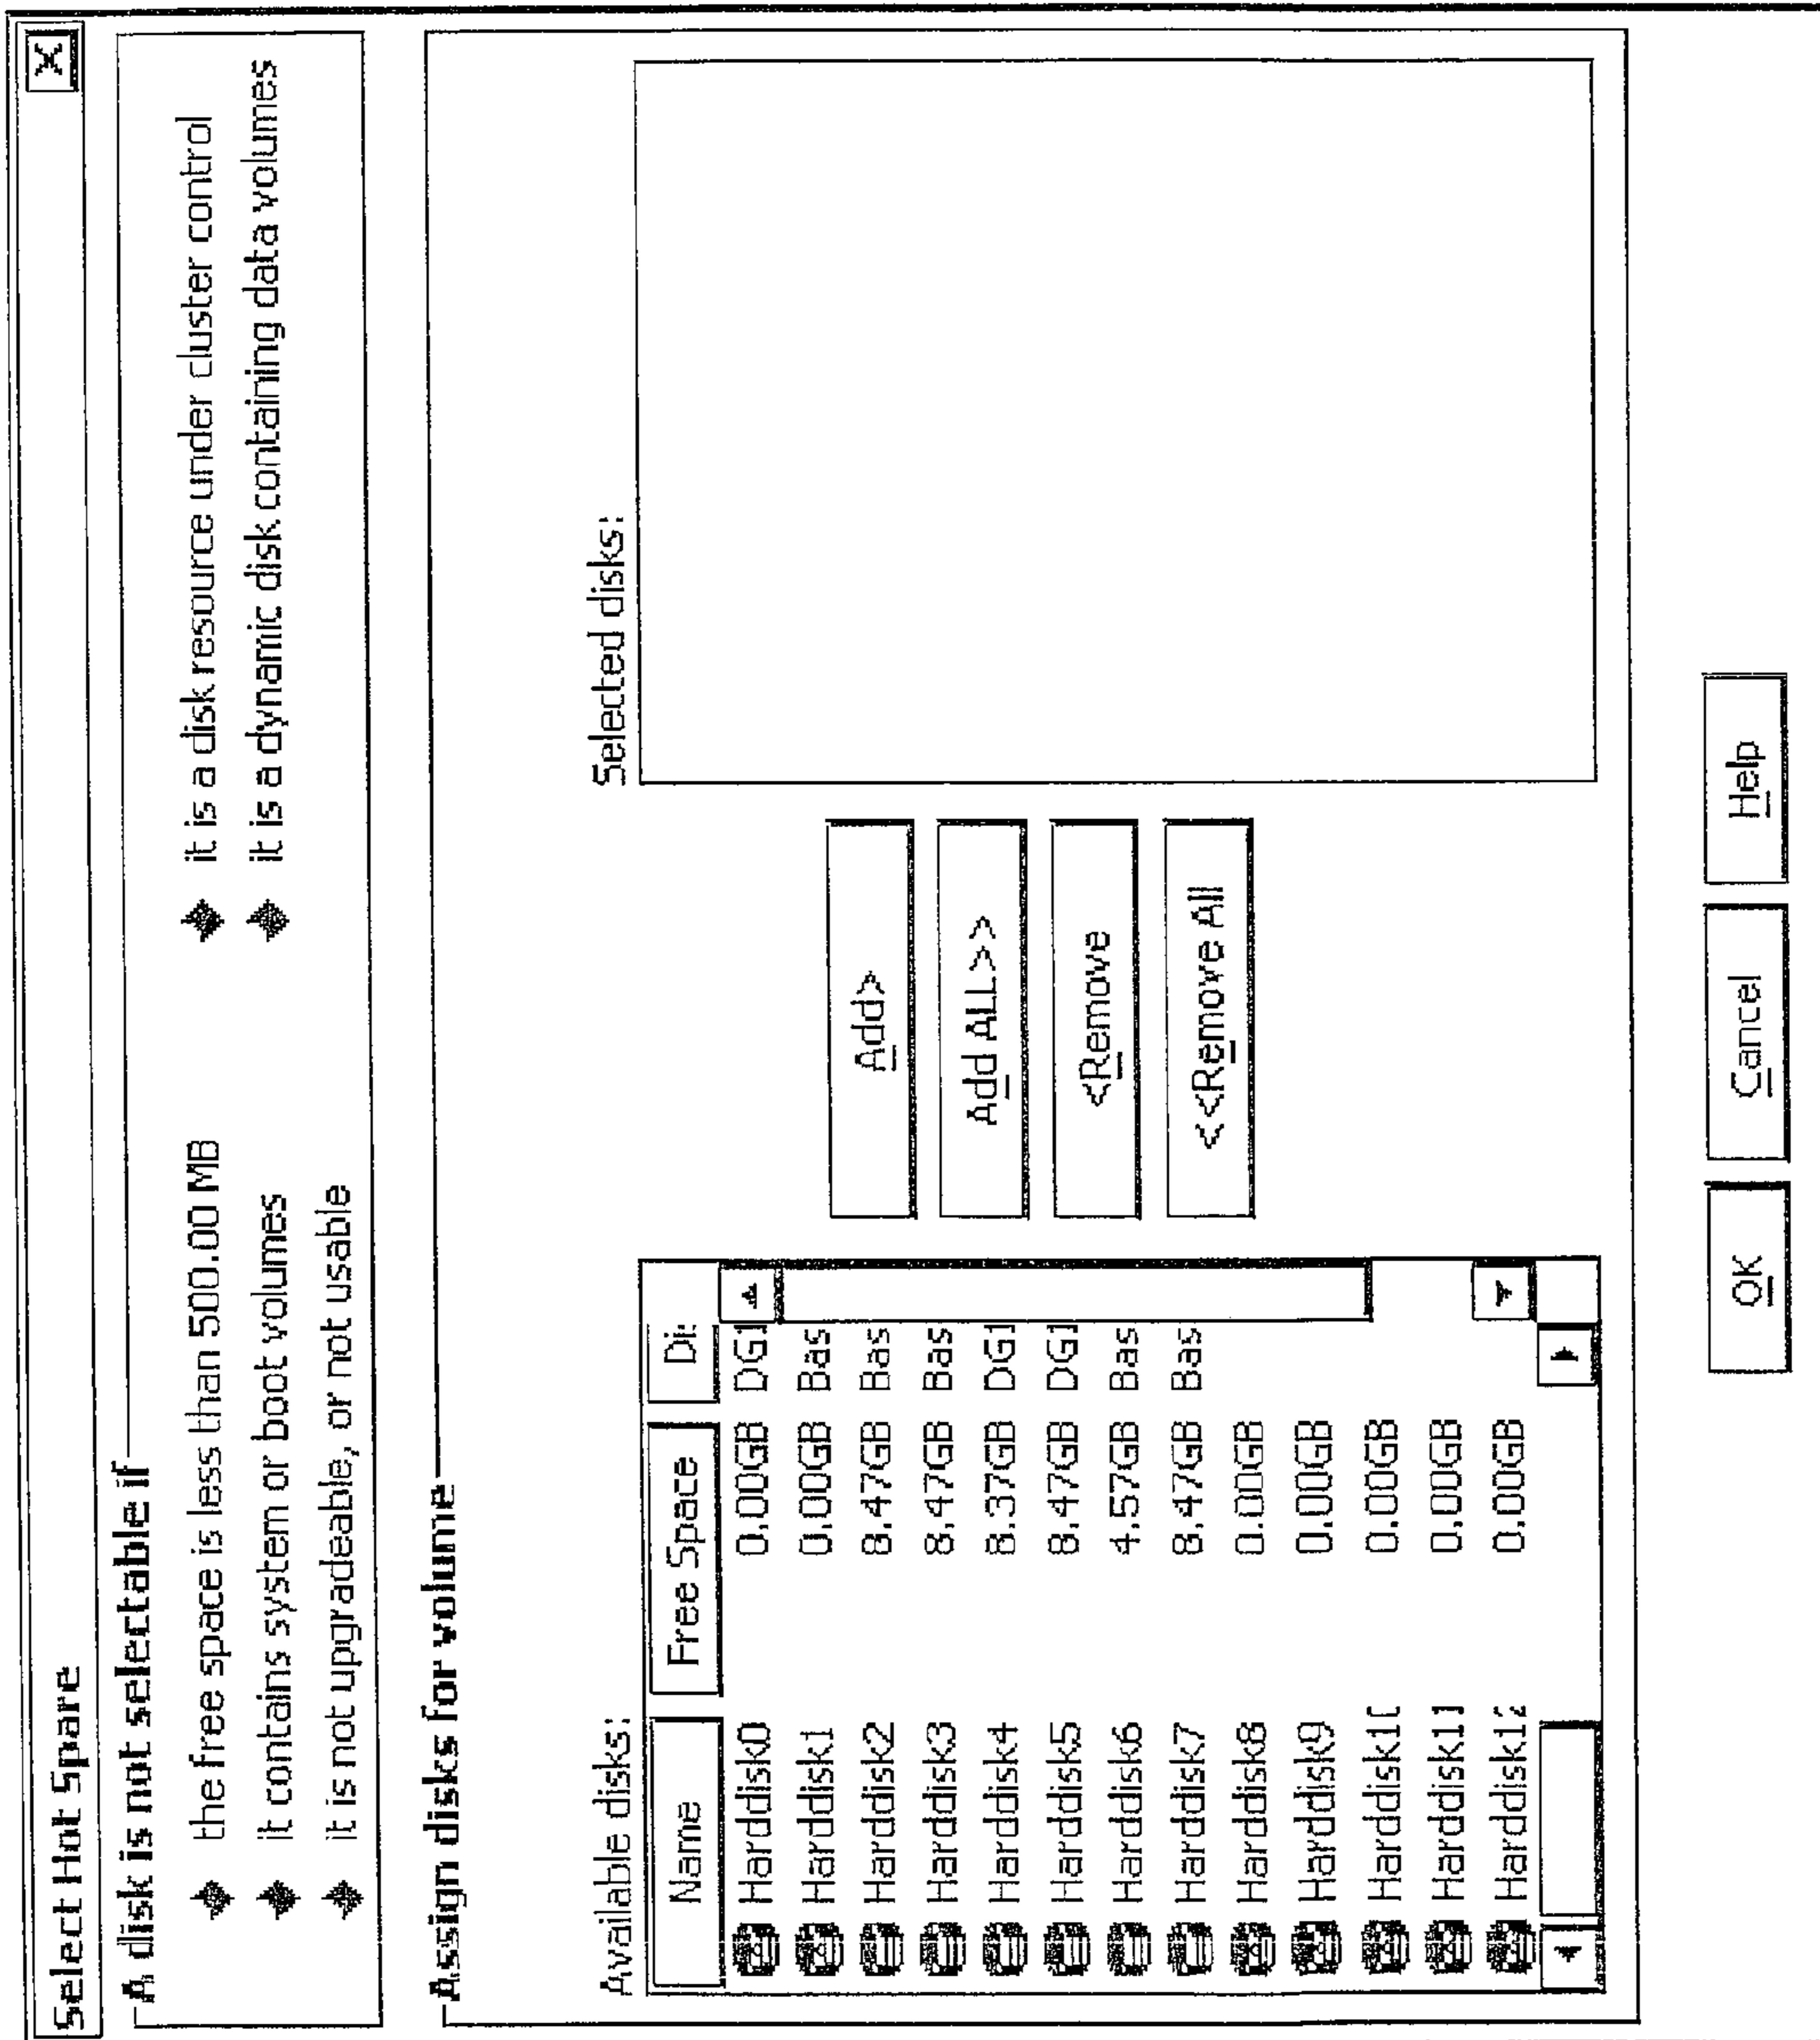 Select Hot Spare
A disk is not selectable if
the free space is less than 500.00 MB
it contains system or boot volumes
it is not upgradeable, or not usable
it is a disk resource under cluster control
it is a dynamic disk containing data volumes
Assign disks for volume
Available disks:
Name Free Space Di
Harddisk0 0.00GB DG1
Harddisk1 0.00GB Bas
Harddisk2 8.47GB Bas
Harddisk3 8.47GB Bas
Harddisk4 8.37GB DG1
Harddisk5 8.47GB DG1
Harddisk6 4.57GB Bas
Harddisk7 8.47GB Bas
Harddisk8 0.00GB
Harddisk9 0.00GB
Harddisk10 0.00GB
Harddisk11 0.00GB
Harddisk12 0.00GB
Add>
Add ALL>>
<Remove
<<Remove All
Selected disks:
OK
Cancel
Help